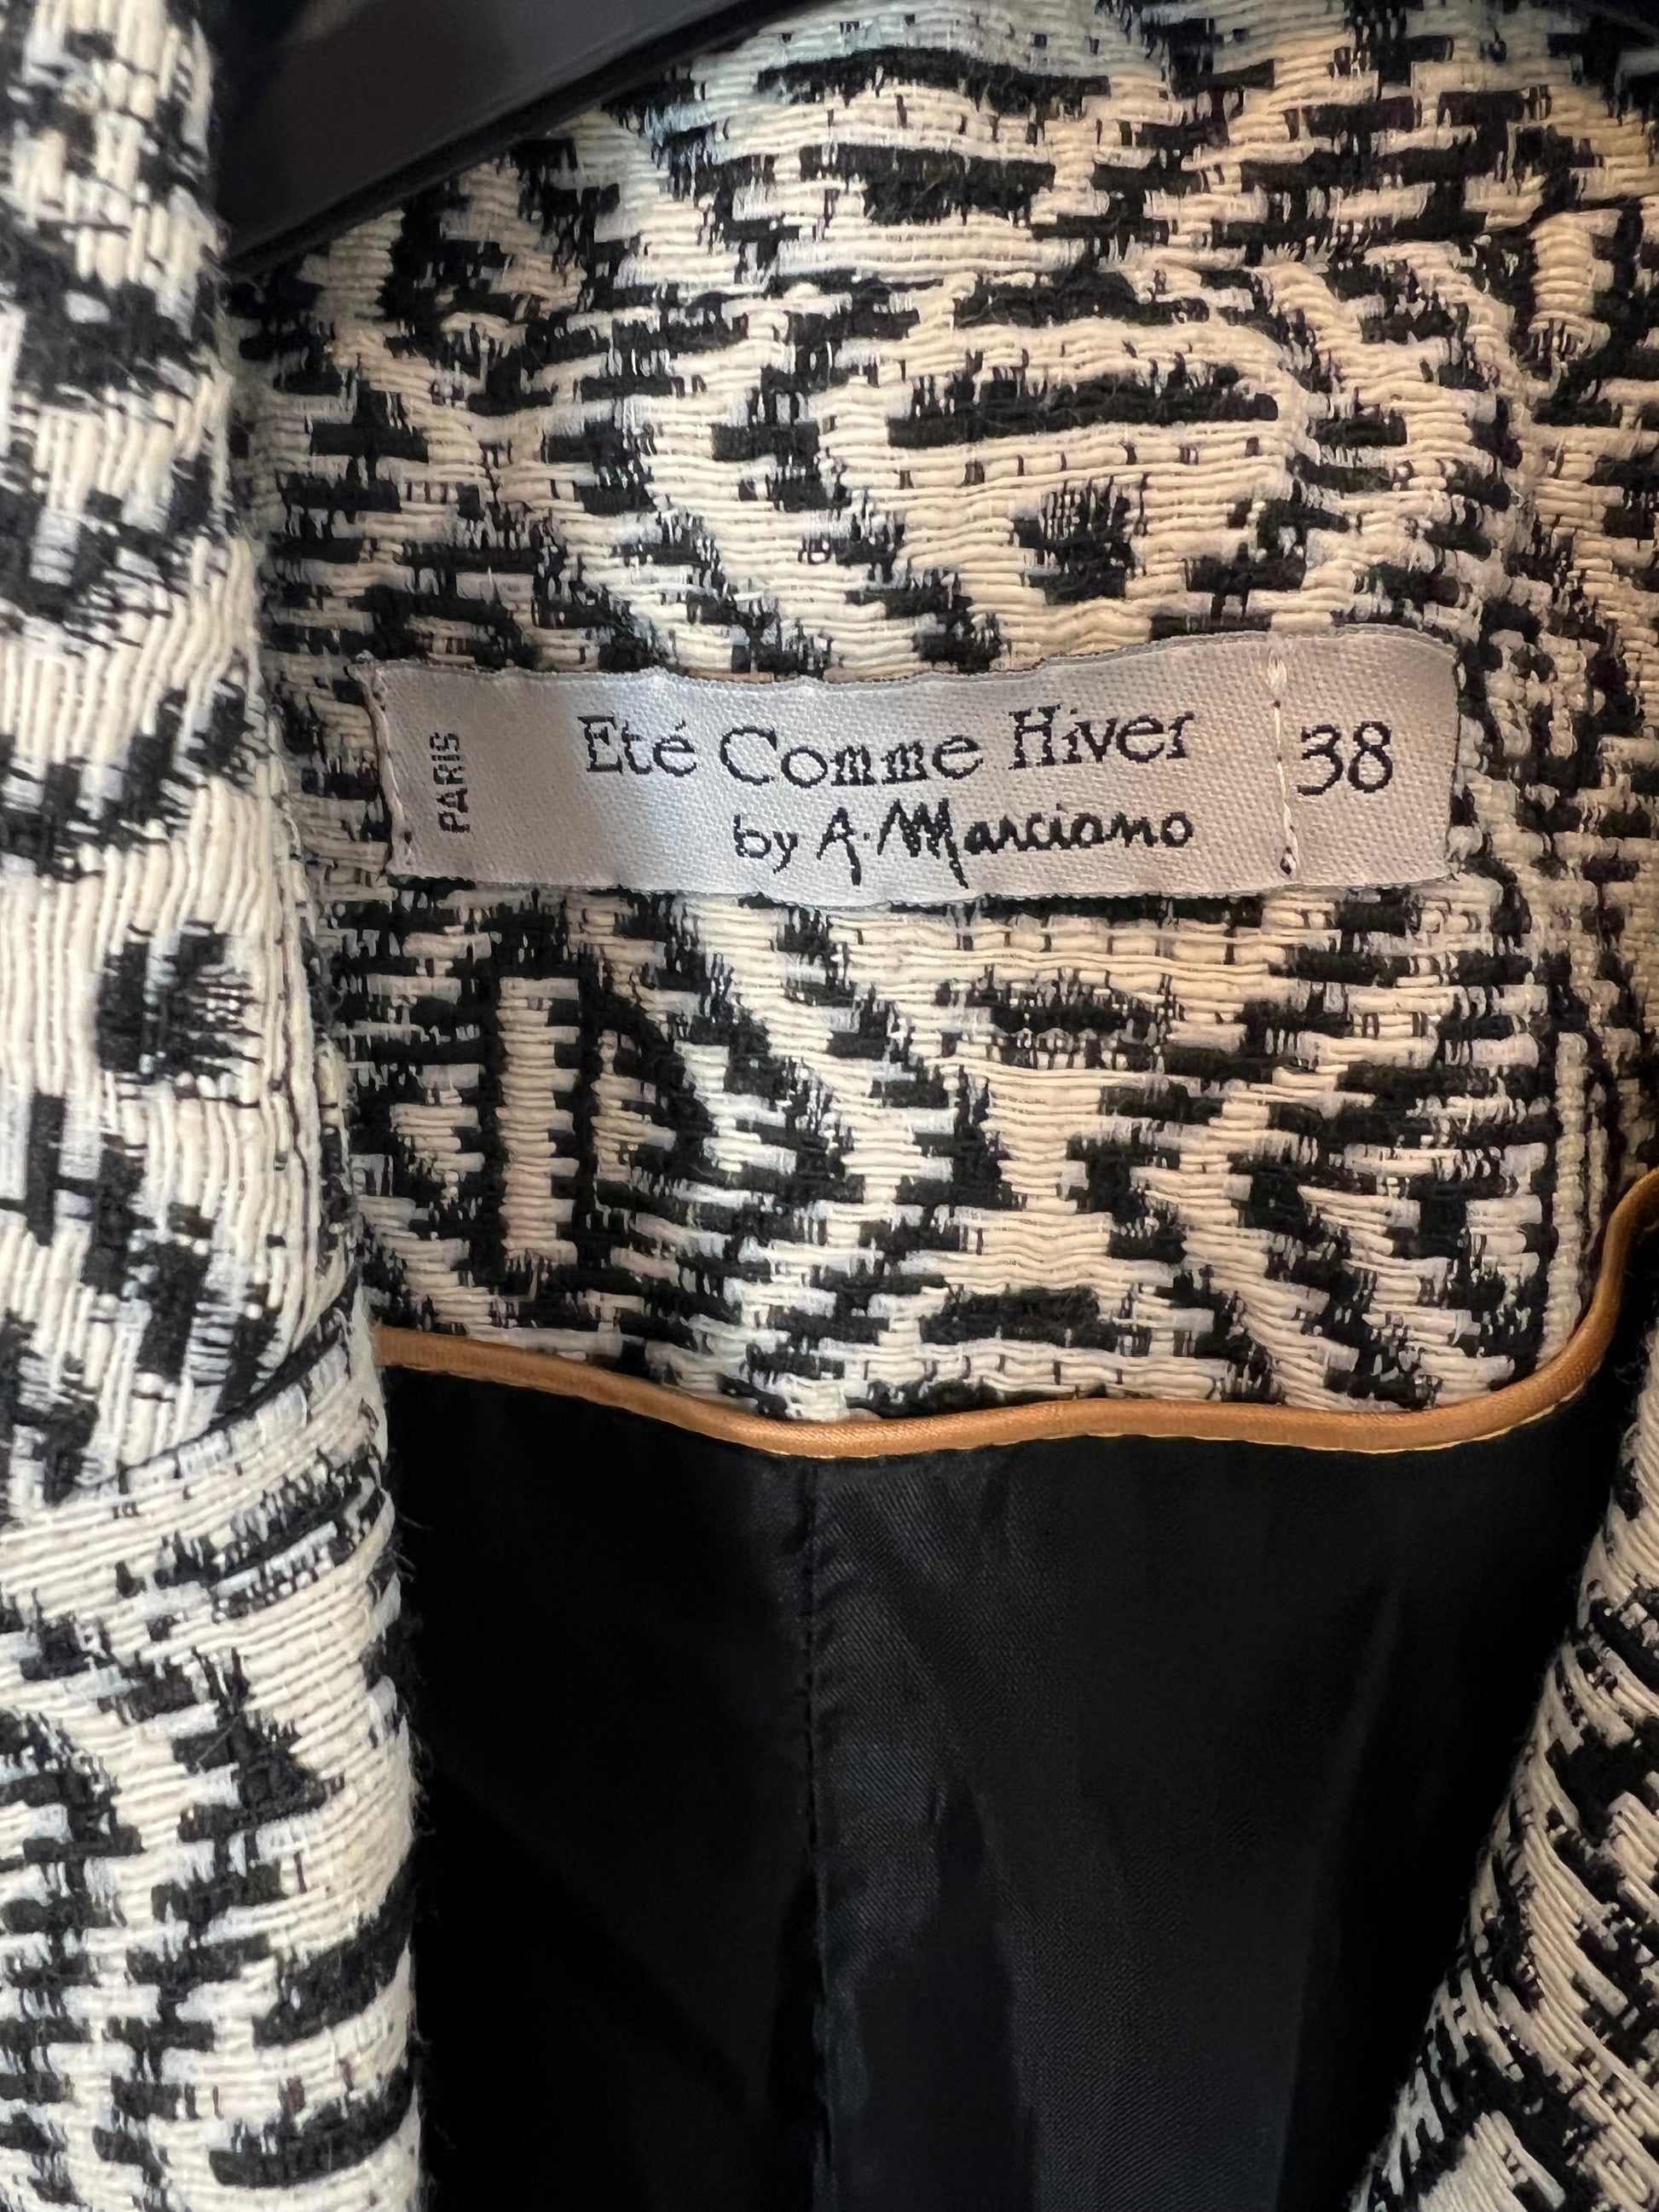 PARIS
Eté Comme Hiver
by A. Marciano
38